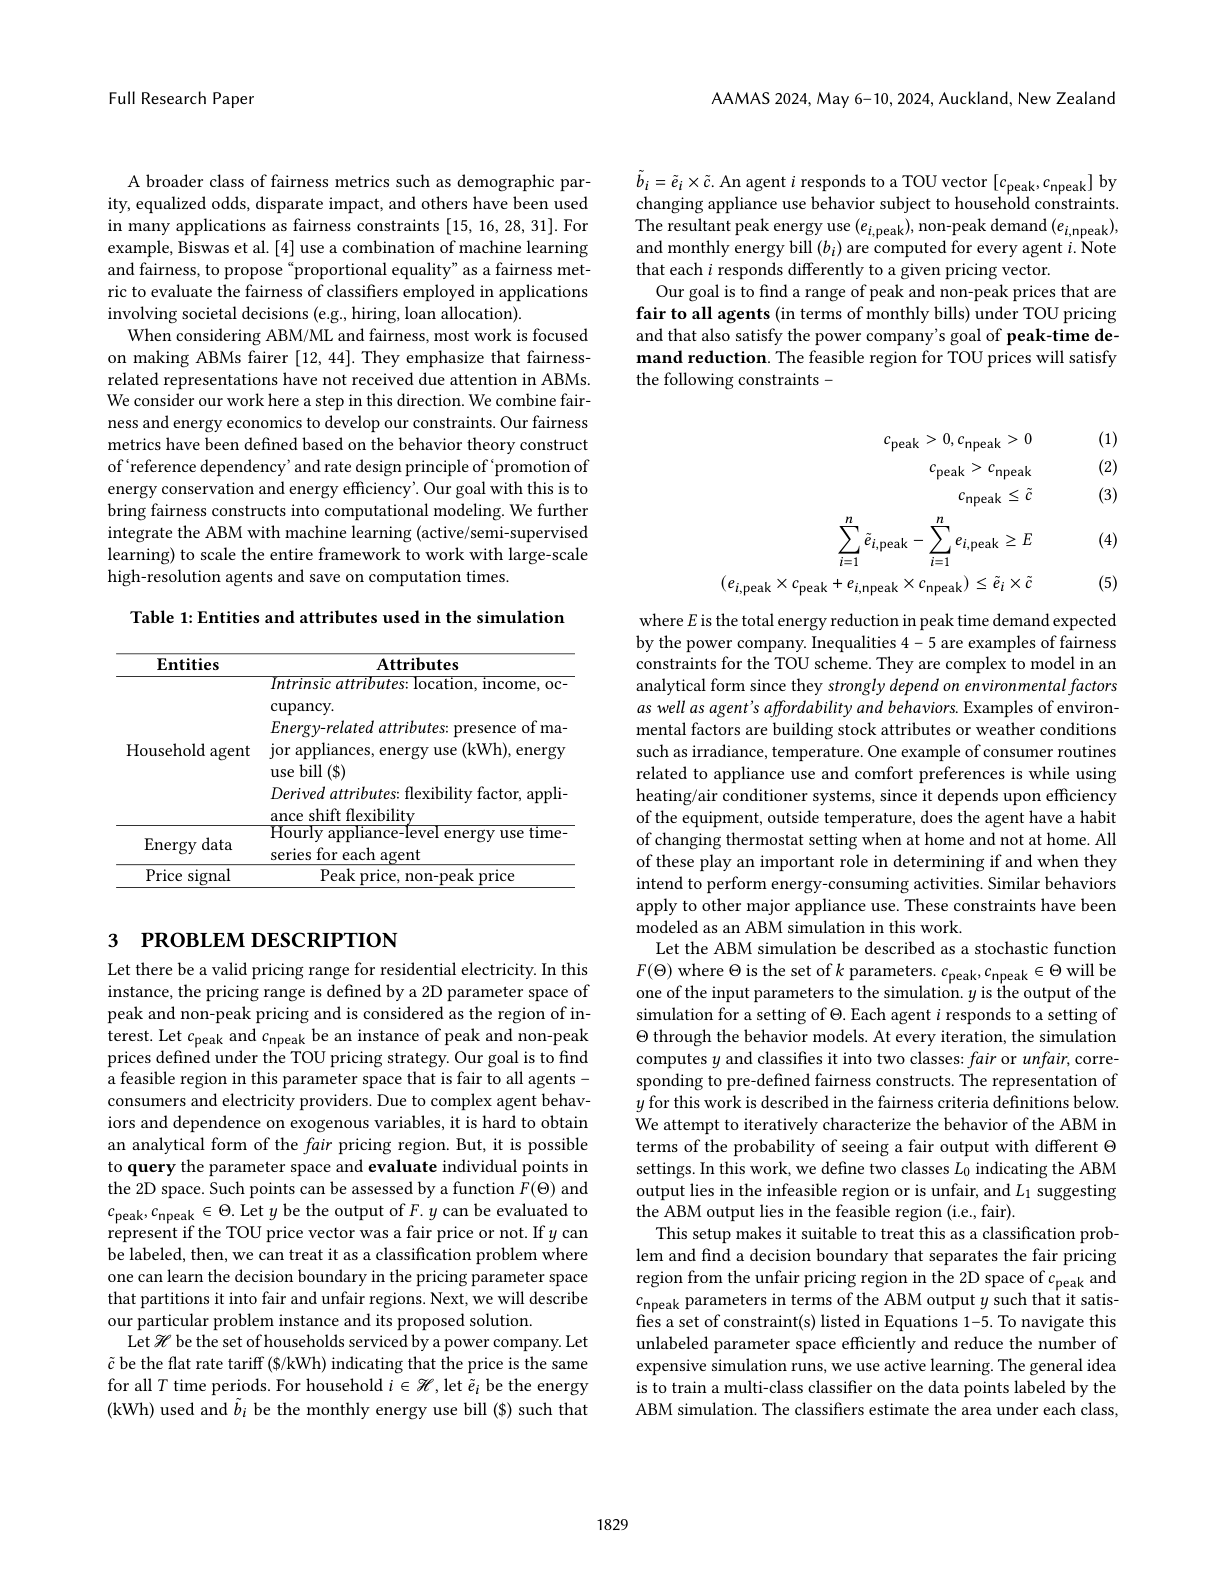 Full Research Paper
AAMAS 2024, May 6–10, 2024, Auckland, New Zealand
A broader class of fairness metrics such as demographic par-
ity, equalized odds, disparate impact, and others have been used
in many applications as fairness constraints [15, 16, 28, 31]. For
example, Biswas et al. [4] use a combination of machine learning
and fairness, to propose “proportional equality” as a fairness met-
ric to evaluate the fairness of classifiers employed in applications
involving societal decisions (e.g., hiring, loan allocation).
When considering ABM/ML and fairness, most work is focused
on making ABMs fairer [12, 44]. They emphasize that fairness-
related representations have not received due attention in ABMs.
We consider our work here a step in this direction. We combine fair-
ness and energy economics to develop our constraints. Our fairness
metrics have been defined based on the behavior theory construct
of ‘reference dependency’ and rate design principle of ‘promotion of
energy conservation and energy efficiency’. Our goal with this is to
bring fairness constructs into computational modeling. We further
integrate the ABM with machine learning (active/semi-supervised
learning) to scale the entire framework to work with large-scale
high-resolution agents and save on computation times.
Table 1: Entities and attributes used in the simulation
Entities Attributes
Intrinsic attributes: location, income, oc-
cupancy.
Energy-related attributes: presence of ma-
Household agent jor appliances, energy use (kWh), energy
use bill ($)
Derived attributes: flexibility factor, appli-
ance shift flexibility
Energy data Hourly appliance-level energy use time-
series for each agent
Price signal Peak price, non-peak price
3 PROBLEM DESCRIPTION
Let there be a valid pricing range for residential electricity. In this
instance, the pricing range is defined by a 2D parameter space of
peak and non-peak pricing and is considered as the region of in-
terest. Let c_peak and c_npeak be an instance of peak and non-peak
prices defined under the TOU pricing strategy. Our goal is to find
a feasible region in this parameter space that is fair to all agents –
consumers and electricity providers. Due to complex agent behav-
iors and dependence on exogenous variables, it is hard to obtain
an analytical form of the fair pricing region. But, it is possible
to query the parameter space and evaluate individual points in
the 2D space. Such points can be assessed by a function F(Θ) and
c_peak, c_npeak ∈ Θ. Let y be the output of F. y can be evaluated to
represent if the TOU price vector was a fair price or not. If y can
be labeled, then, we can treat it as a classification problem where
one can learn the decision boundary in the pricing parameter space
that partitions it into fair and unfair regions. Next, we will describe
our particular problem instance and its proposed solution.
Let ℋ be the set of households serviced by a power company. Let
c̃ be the flat rate tariff ($/kWh) indicating that the price is the same
for all T time periods. For household i ∈ ℋ, let ẽ_i be the energy
(kWh) used and b̃_i be the monthly energy use bill ($) such that
b̃_i = ẽ_i × c̃. An agent i responds to a TOU vector [c_peak, c_npeak] by
changing appliance use behavior subject to household constraints.
The resultant peak energy use (e_i,peak), non-peak demand (e_i,npeak),
and monthly energy bill (b_i) are computed for every agent i. Note
that each i responds differently to a given pricing vector.
Our goal is to find a range of peak and non-peak prices that are
fair to all agents (in terms of monthly bills) under TOU pricing
and that also satisfy the power company’s goal of peak-time de-
mand reduction. The feasible region for TOU prices will satisfy
the following constraints –
c_peak > 0, c_npeak > 0 (1)
c_peak > c_npeak (2)
c_npeak ≤ c̃ (3)
∑_{i=1}^{n} ẽ_i,peak − ∑_{i=1}^{n} e_i,peak ≥ E (4)
(e_i,peak × c_peak + e_i,npeak × c_npeak) ≤ ẽ_i × c̃ (5)
where E is the total energy reduction in peak time demand expected
by the power company. Inequalities 4 – 5 are examples of fairness
constraints for the TOU scheme. They are complex to model in an
analytical form since they strongly depend on environmental factors
as well as agent’s affordability and behaviors. Examples of environ-
mental factors are building stock attributes or weather conditions
such as irradiance, temperature. One example of consumer routines
related to appliance use and comfort preferences is while using
heating/air conditioner systems, since it depends upon efficiency
of the equipment, outside temperature, does the agent have a habit
of changing thermostat setting when at home and not at home. All
of these play an important role in determining if and when they
intend to perform energy-consuming activities. Similar behaviors
apply to other major appliance use. These constraints have been
modeled as an ABM simulation in this work.
Let the ABM simulation be described as a stochastic function
F(Θ) where Θ is the set of k parameters. c_peak, c_npeak ∈ Θ will be
one of the input parameters to the simulation. y is the output of the
simulation for a setting of Θ. Each agent i responds to a setting of
Θ through the behavior models. At every iteration, the simulation
computes y and classifies it into two classes: fair or unfair, corre-
sponding to pre-defined fairness constructs. The representation of
y for this work is described in the fairness criteria definitions below.
We attempt to iteratively characterize the behavior of the ABM in
terms of the probability of seeing a fair output with different Θ
settings. In this work, we define two classes L₀ indicating the ABM
output lies in the infeasible region or is unfair, and L₁ suggesting
the ABM output lies in the feasible region (i.e., fair).
This setup makes it suitable to treat this as a classification prob-
lem and find a decision boundary that separates the fair pricing
region from the unfair pricing region in the 2D space of c_peak and
c_npeak parameters in terms of the ABM output y such that it satis-
fies a set of constraint(s) listed in Equations 1–5. To navigate this
unlabeled parameter space efficiently and reduce the number of
expensive simulation runs, we use active learning. The general idea
is to train a multi-class classifier on the data points labeled by the
ABM simulation. The classifiers estimate the area under each class,
1829